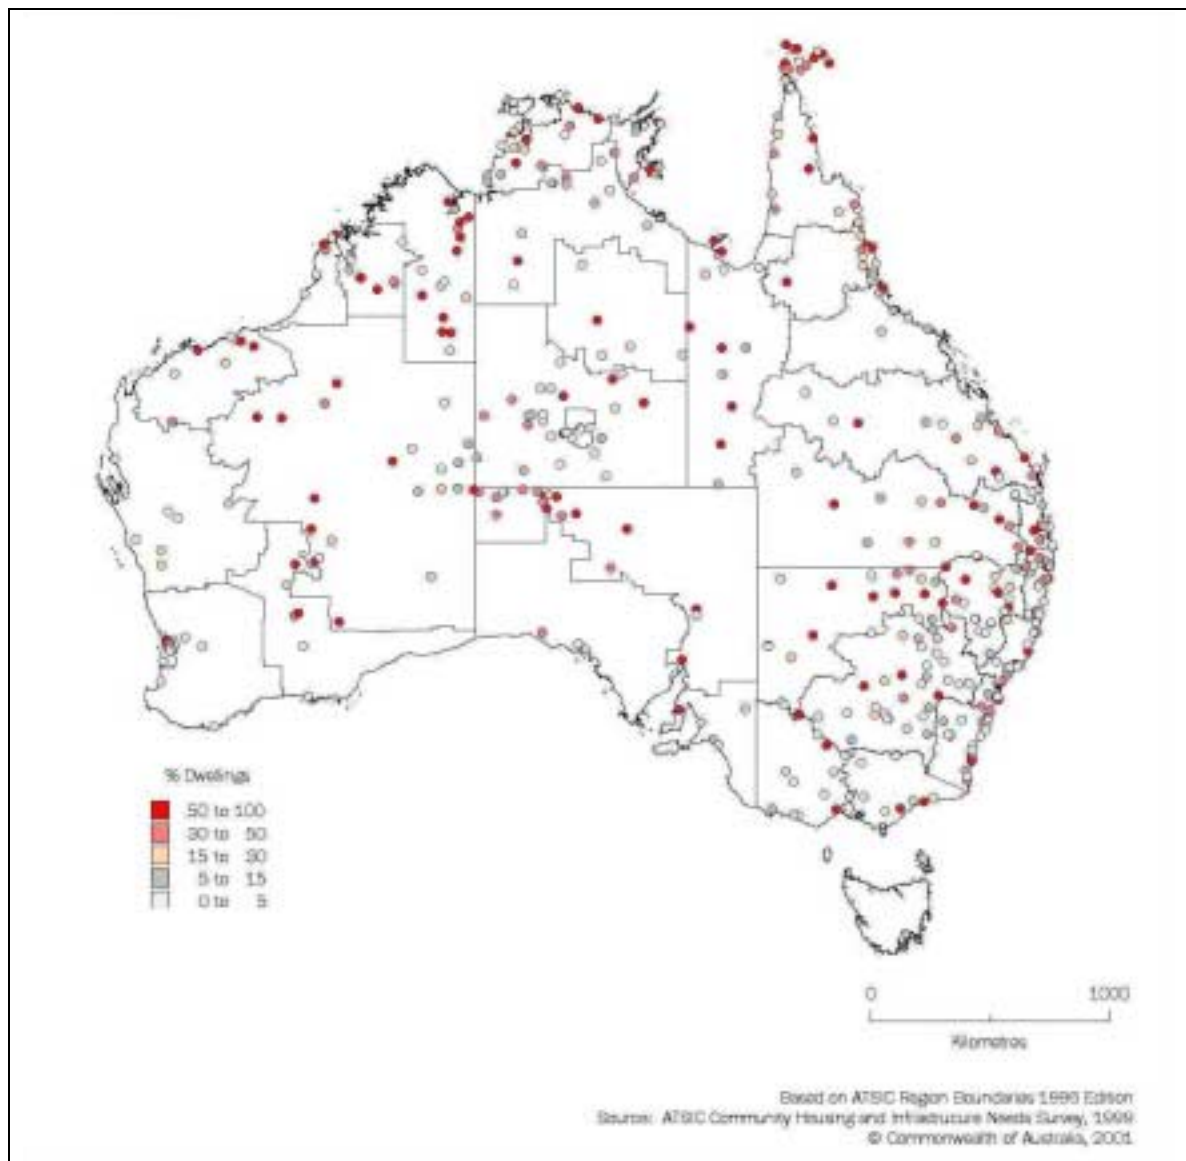 % Dwellings
50 to 100
30 to 50
15 to 30
5 to 15
0 to 5
0 1000
Kilometres
Based on ATSIC Region Boundaries 1996 Edition
Source: ATSIC Community Housing and Infrastrucure Needs Survey, 1999
© Commonwealth of Australia, 2001